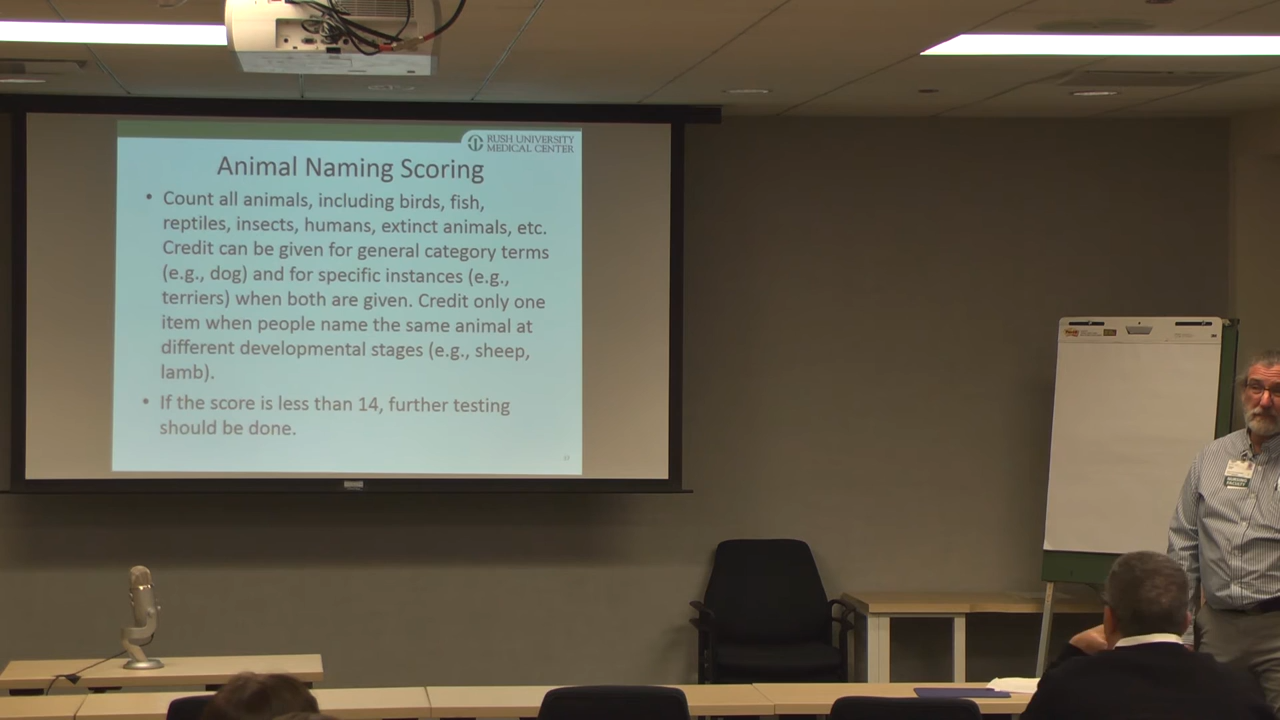 RUSH UNIVERSITY
MEDICAL CENTER
Animal Naming Scoring
• Count all animals, including birds, fish,
reptiles, insects, humans, extinct animals, etc.
Credit can be given for general category terms
(e.g., dog) and for specific instances (e.g.,
terriers) when both are given. Credit only one
item when people name the same animal at
different developmental stages (e.g., sheep,
lamb).
• If the score is less than 14, further testing
should be done.
NURSING
FACULTY